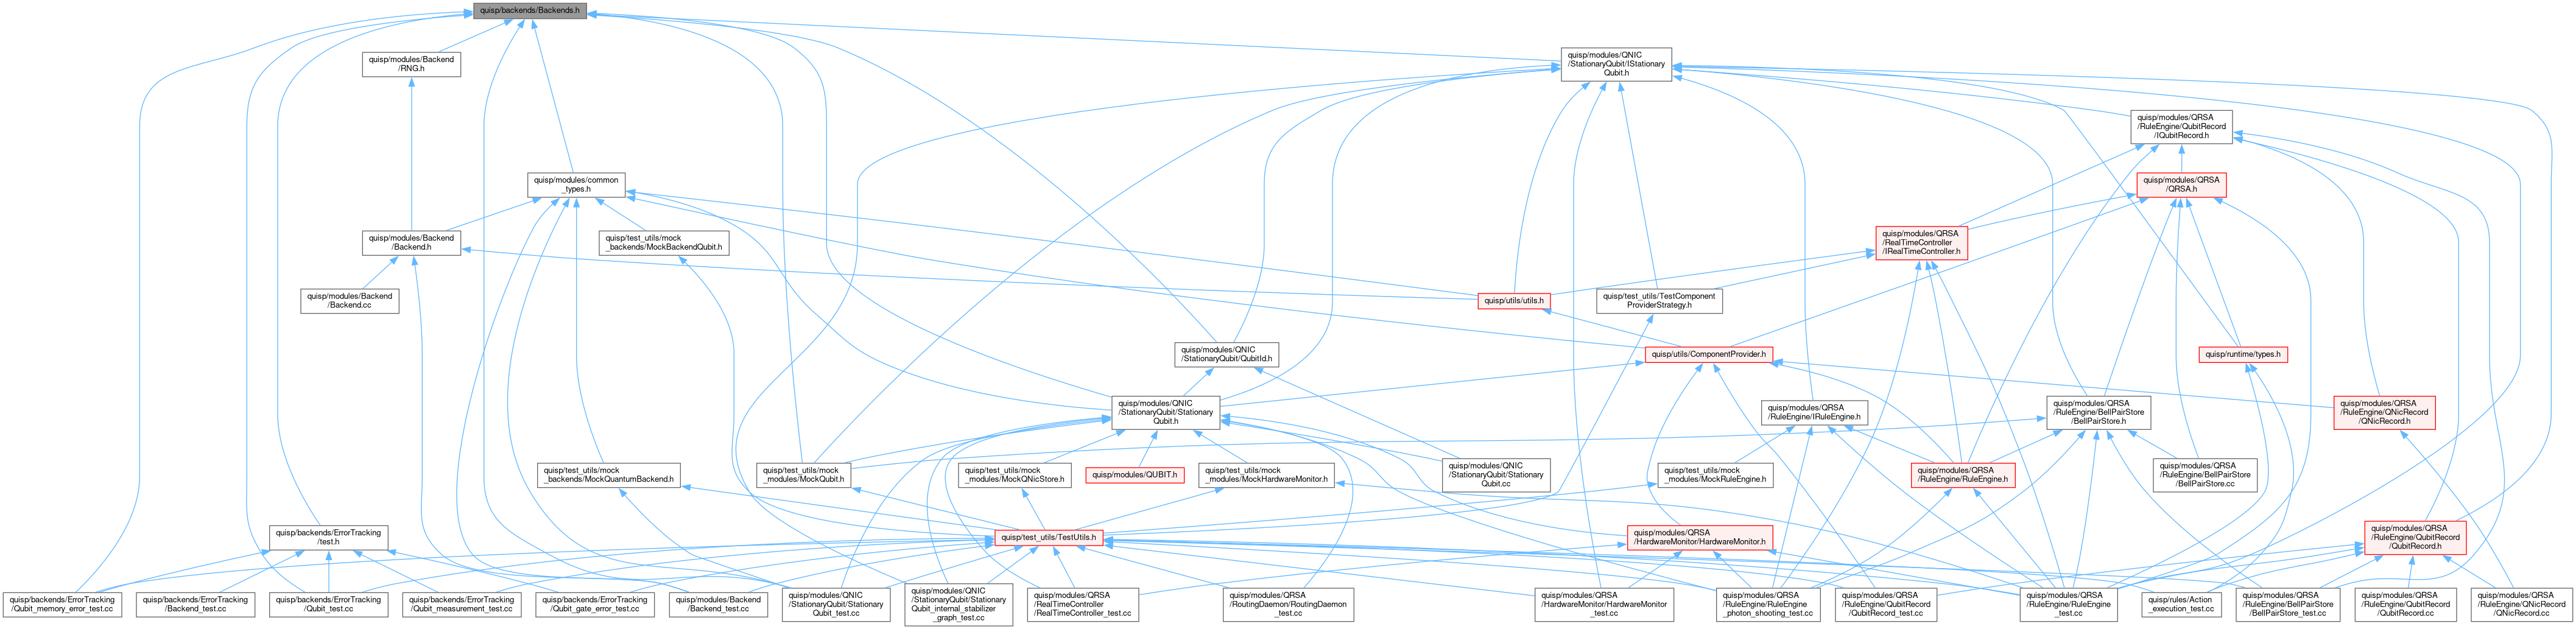 quisp/backends/Backends.h
quisp/modules/Backend
/RNG.h
quisp/modules/QNIC
/StationaryQubit/IStationary
Qubit.h
quisp/modules/QRSA
/RuleEngine/QubitRecord
/IQubitRecord.h
quisp/modules/common
_types.h
quisp/modules/QRSA
/QRSA.h
quisp/modules/Backend
/Backend.h
quisp/test_utils/mock
_backends/MockBackendQubit.h
quisp/modules/QRSA
/RealTimeController
/IRealTimeController.h
quisp/modules/Backend
/Backend.cc
quisp/utils/utils.h
quisp/test_utils/TestComponent
ProviderStrategy.h
quisp/modules/QNIC
/StationaryQubit/QubitId.h
quisp/utils/ComponentProvider.h
quisp/runtime/types.h
quisp/modules/QNIC
/StationaryQubit/Stationary
Qubit.h
quisp/modules/QRSA
/RuleEngine/IRuleEngine.h
quisp/modules/QRSA
/RuleEngine/BellPairStore
/BellPairStore.h
quisp/modules/QRSA
/RuleEngine/QNicRecord
/QNicRecord.h
quisp/test_utils/mock
_backends/MockQuantumBackend.h
quisp/test_utils/mock
_modules/MockQubit.h
quisp/test_utils/mock
_modules/MockQNicStore.h
quisp/modules/QUBIT.h
quisp/test_utils/mock
_modules/MockHardwareMonitor.h
quisp/modules/QNIC
/StationaryQubit/Stationary
Qubit.cc
quisp/test_utils/mock
_modules/MockRuleEngine.h
quisp/modules/QRSA
/RuleEngine/RuleEngine.h
quisp/modules/QRSA
/RuleEngine/BellPairStore
/BellPairStore.cc
quisp/backends/ErrorTracking
/test.h
quisp/test_utils/TestUtils.h
quisp/modules/QRSA
/HardwareMonitor/HardwareMonitor.h
quisp/modules/QRSA
/RuleEngine/QubitRecord
/QubitRecord.h
quisp/backends/ErrorTracking
/Qubit_memory_error_test.cc
quisp/backends/ErrorTracking
/Backend_test.cc
quisp/backends/ErrorTracking
/Qubit_test.cc
quisp/backends/ErrorTracking
/Qubit_measurement_test.cc
quisp/backends/ErrorTracking
/Qubit_gate_error_test.cc
quisp/modules/Backend
/Backend_test.cc
quisp/modules/QNIC
/StationaryQubit/Stationary
Qubit_test.cc
quisp/modules/QNIC
/StationaryQubit/Stationary
Qubit_internal_stabilizer
_graph_test.cc
quisp/modules/QRSA
/RealTimeController
/RealTimeController_test.cc
quisp/modules/QRSA
/RoutingDaemon/RoutingDaemon
_test.cc
quisp/modules/QRSA
/HardwareMonitor/HardwareMonitor
_test.cc
quisp/modules/QRSA
/RuleEngine/RuleEngine
_photon_shooting_test.cc
quisp/modules/QRSA
/RuleEngine/QubitRecord
/QubitRecord_test.cc
quisp/modules/QRSA
/RuleEngine/RuleEngine
_test.cc
quisp/rules/Action
_execution_test.cc
quisp/modules/QRSA
/RuleEngine/BellPairStore
/BellPairStore_test.cc
quisp/modules/QRSA
/RuleEngine/QubitRecord
/QubitRecord.cc
quisp/modules/QRSA
/RuleEngine/QNicRecord
/QNicRecord.cc